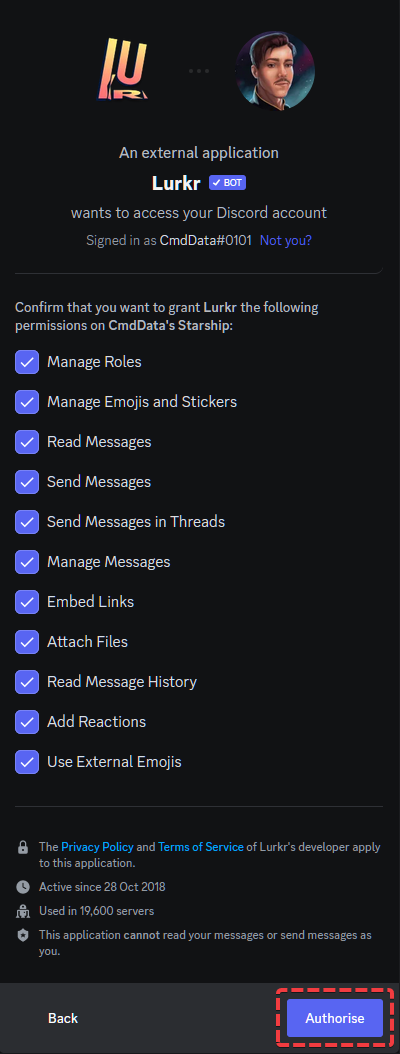 LURKR
An external application
Lurkr BOT
wants to access your Discord account
Signed in as CmdData#0101 Not you?
Confirm that you want to grant Lurkr the following
permissions on CmdData's Starship:
Manage Roles
Manage Emojis and Stickers
Read Messages
Send Messages
Send Messages in Threads
Manage Messages
Embed Links
Attach Files
Read Message History
Add Reactions
Use External Emojis
The Privacy Policy and Terms of Service of Lurkr's developer apply
to this application.
Active since 28 Oct 2018
Used in 19,600 servers
This application cannot read your messages or send messages as
you.
Back Authorise